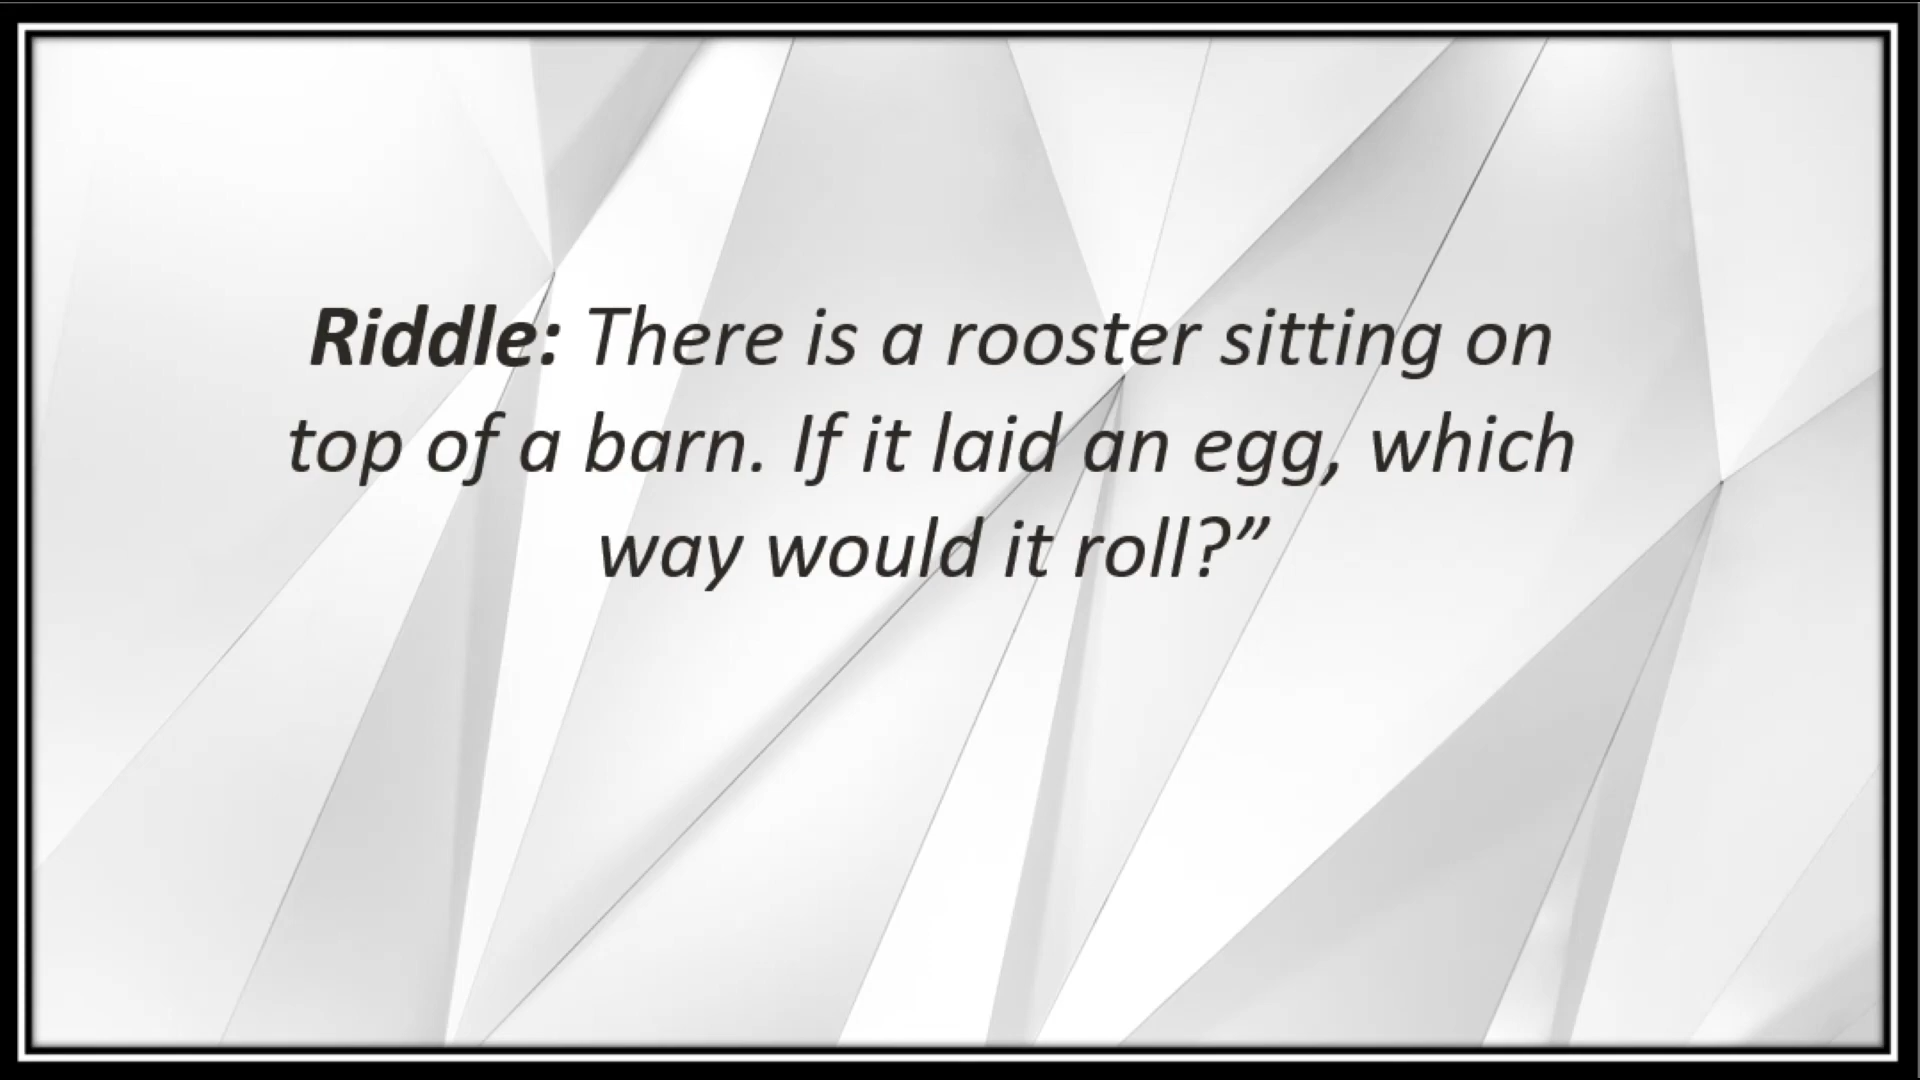 Riddle: There is a rooster sitting on
top of a barn. If it laid an egg, which
way would it roll?”